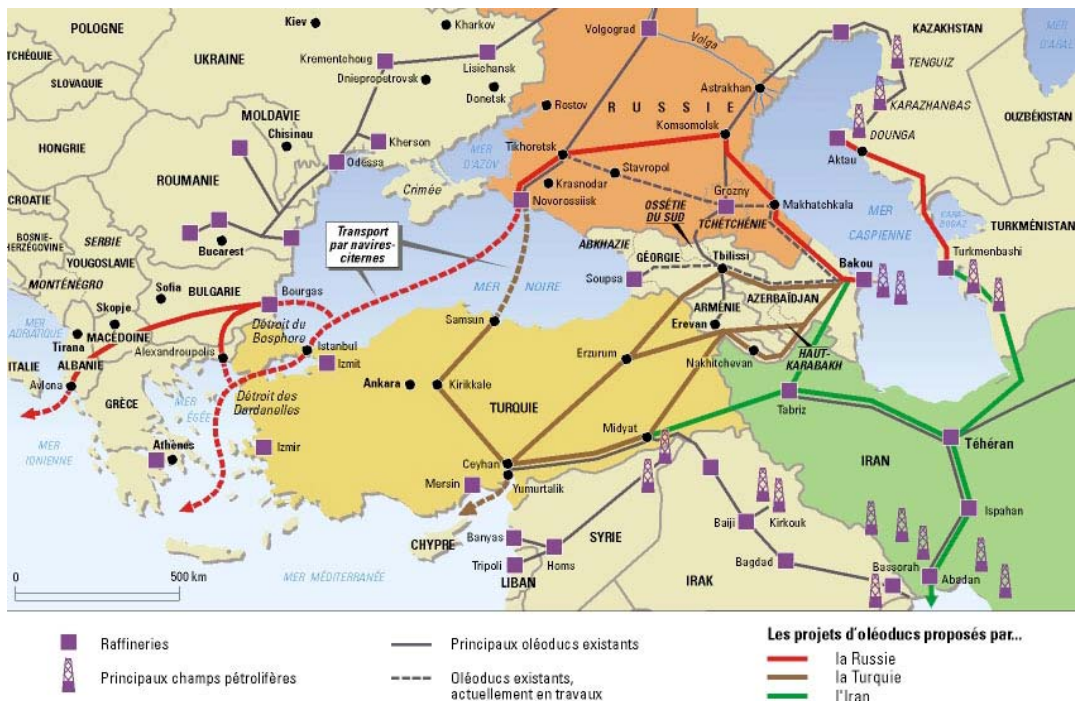 POLOGNE
TCHÉQUIE
SLOVAQUIE
HONGRIE
CROATIE
BOSNIE-
HERZÉGOVINE
SERBIE
YOUGOSLAVIE
MONTÉNÉGRO
UKRAINE
Kiev
Kharkov
Krementchoug
Dniepropetrovsk
Lisichansk
Donetsk
MOLDAVIE
Chisinau
Kherson
Odessa
ROUMANIE
Bucarest
Crimée
MER
D'AZOV
Rostov
Volgograd
Volga
RUSSIE
Astrakhan
Komsomolsk
Tikhoretsk
Stavropol
Krasnodar
Novorossiisk
Grozny
TCHÉTCHÉNIE
Makhatchkala
OSSÉTIE
DU SUD
ABKHAZIE
GÉORGIE
Soupsa
Tbilissi
KAZAKHSTAN
TENGUIZ
KARAZHANBAS
DOUNGA
Aktau
MER
D'ARAL
OUZBÉKISTAN
TURKMÉNISTAN
Turkmenbashi
MER
CASPIENNE
Bakou
ARMÉNIE
AZERBAÏDJAN
Erevan
HAUT-
KARABAKH
Nakhitchevan
Transport
par navires-
citernes
MER
NOIRE
Sofia
BULGARIE
Bourgas
Skopje
MACÉDOINE
Tirana
ALBANIE
Avlona
MER
ADRIATIQUE
ITALIE
Alexandroupolis
Détroit du
Bosphore
Istanbul
Izmit
Détroit des
Dardanelles
GRÈCE
MER
ÉGÉE
Athènes
MER
IONIENNE
Izmir
Samsun
Ankara
Kirikkale
TURQUIE
Erzurum
Midyat
Ceyhan
Yumurtalik
Mersin
CHYPRE
Banyas
Tripoli
Homs
LIBAN
SYRIE
IRAK
Baiji
Kirkouk
Bagdad
Bassorah
Abadan
Tabriz
Téhéran
IRAN
Ispahan
MER MÉDITERRANÉE
0
500 km
Raffineries
Principaux champs pétrolifères
Principaux oléoducs existants
Oléoducs existants,
actuellement en travaux
Les projets d'oléoducs proposés par...
la Russie
la Turquie
l'Iran